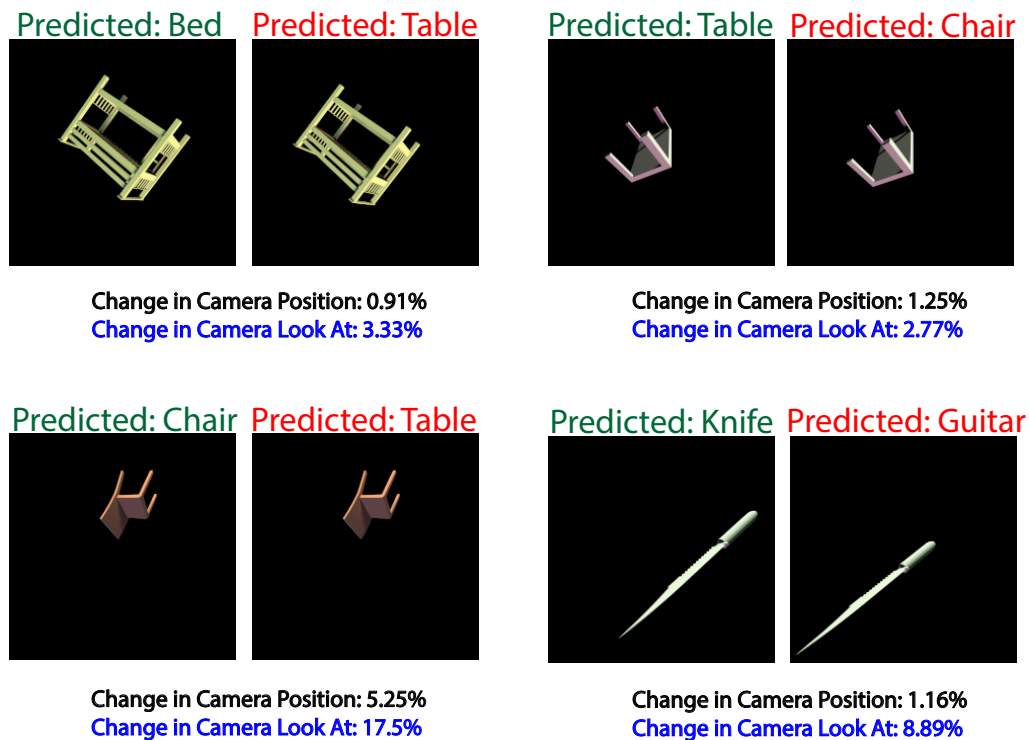 Predicted: Bed
Predicted: Table
Predicted: Table
Predicted: Chair
Change in Camera Position: 0.91%
Change in Camera Look At: 3.33%
Change in Camera Position: 1.25%
Change in Camera Look At: 2.77%
Predicted: Chair
Predicted: Table
Predicted: Knife
Predicted: Guitar
Change in Camera Position: 5.25%
Change in Camera Look At: 17.5%
Change in Camera Position: 1.16%
Change in Camera Look At: 8.89%